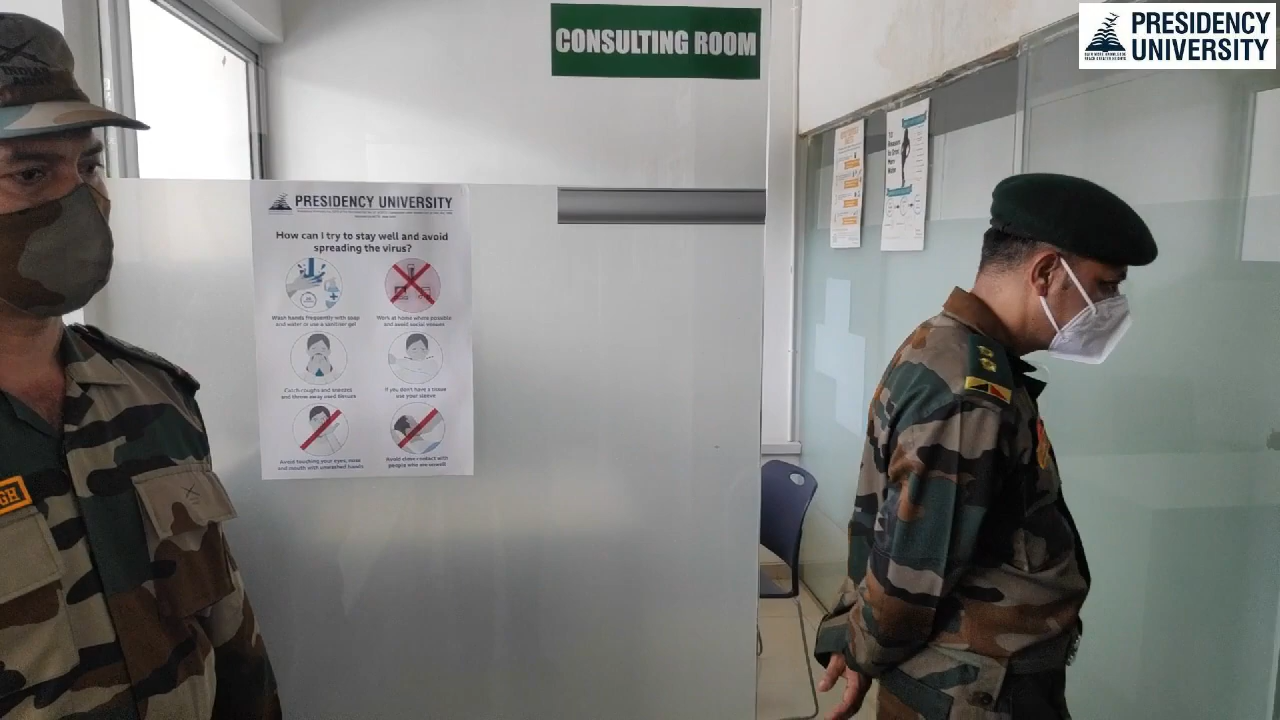 PRESIDENCY
UNIVERSITY
CONSULTING ROOM
INDIAN
ARMY
PRESIDENCY UNIVERSITY
How can I try to stay well and avoid
spreading the virus?
Wash hands frequently with soap
and water or use a sanitiser gel
Work at home where possible
and avoid social venues
Catch coughs and sneezes
and throw away used tissues
If you don't have a tissue
use your sleeve
Avoid touching your eyes, nose
and mouth with unwashed hands
Avoid close contact with
people who are unwell
GH